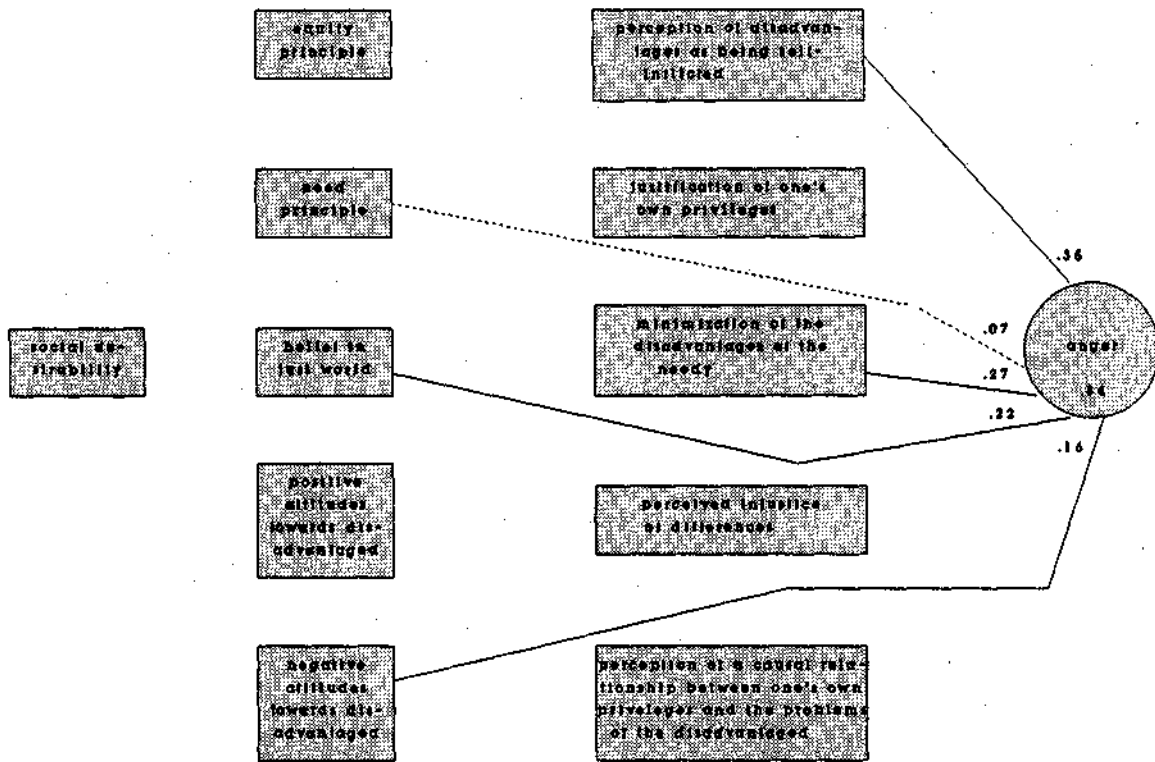 equity
principle
perception of disadvan-
tages as being self-
inflicted
need
principle
justification of one's
own privileges
.36
social de-
sirability
belief in
just world
minimization of the
disadvantages of the
needy
.07
.27
.22
.16
anger
positive
attitudes
towards dis-
advantaged
perceived injustice
of differences
negative
attitudes
towards dis-
advantaged
perception of a causal rela-
tionship between one's own
priveleges and the problems
of the disadvantaged